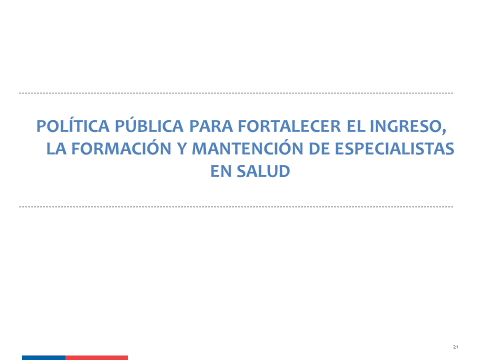 POLÍTICA PÚBLICA PARA FORTALECER EL INGRESO,
LA FORMACIÓN Y MANTENCIÓN DE ESPECIALISTAS
EN SALUD
21